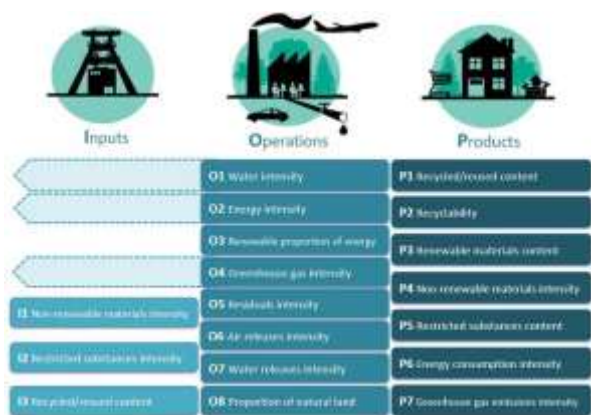 Inputs
Operations
Products
O1 Water intensity
P1 Recycled/reused content
O2 Energy intensity
P2 Recyclability
O3 Renewable proportion of energy
P3 Renewable materials content
O4 Greenhouse gas intensity
P4 Non renewable materials intensity
I1 Non-renewable materials intensity
O5 Residuals intensity
P5 Restricted substances content
I2 Restricted substances intensity
O6 Air releases intensity
P6 Energy consumption intensity
O7 Water releases intensity
I3 Recycled/reused content
O8 Proportion of natural land
P7 Greenhouse gas emissions intensity